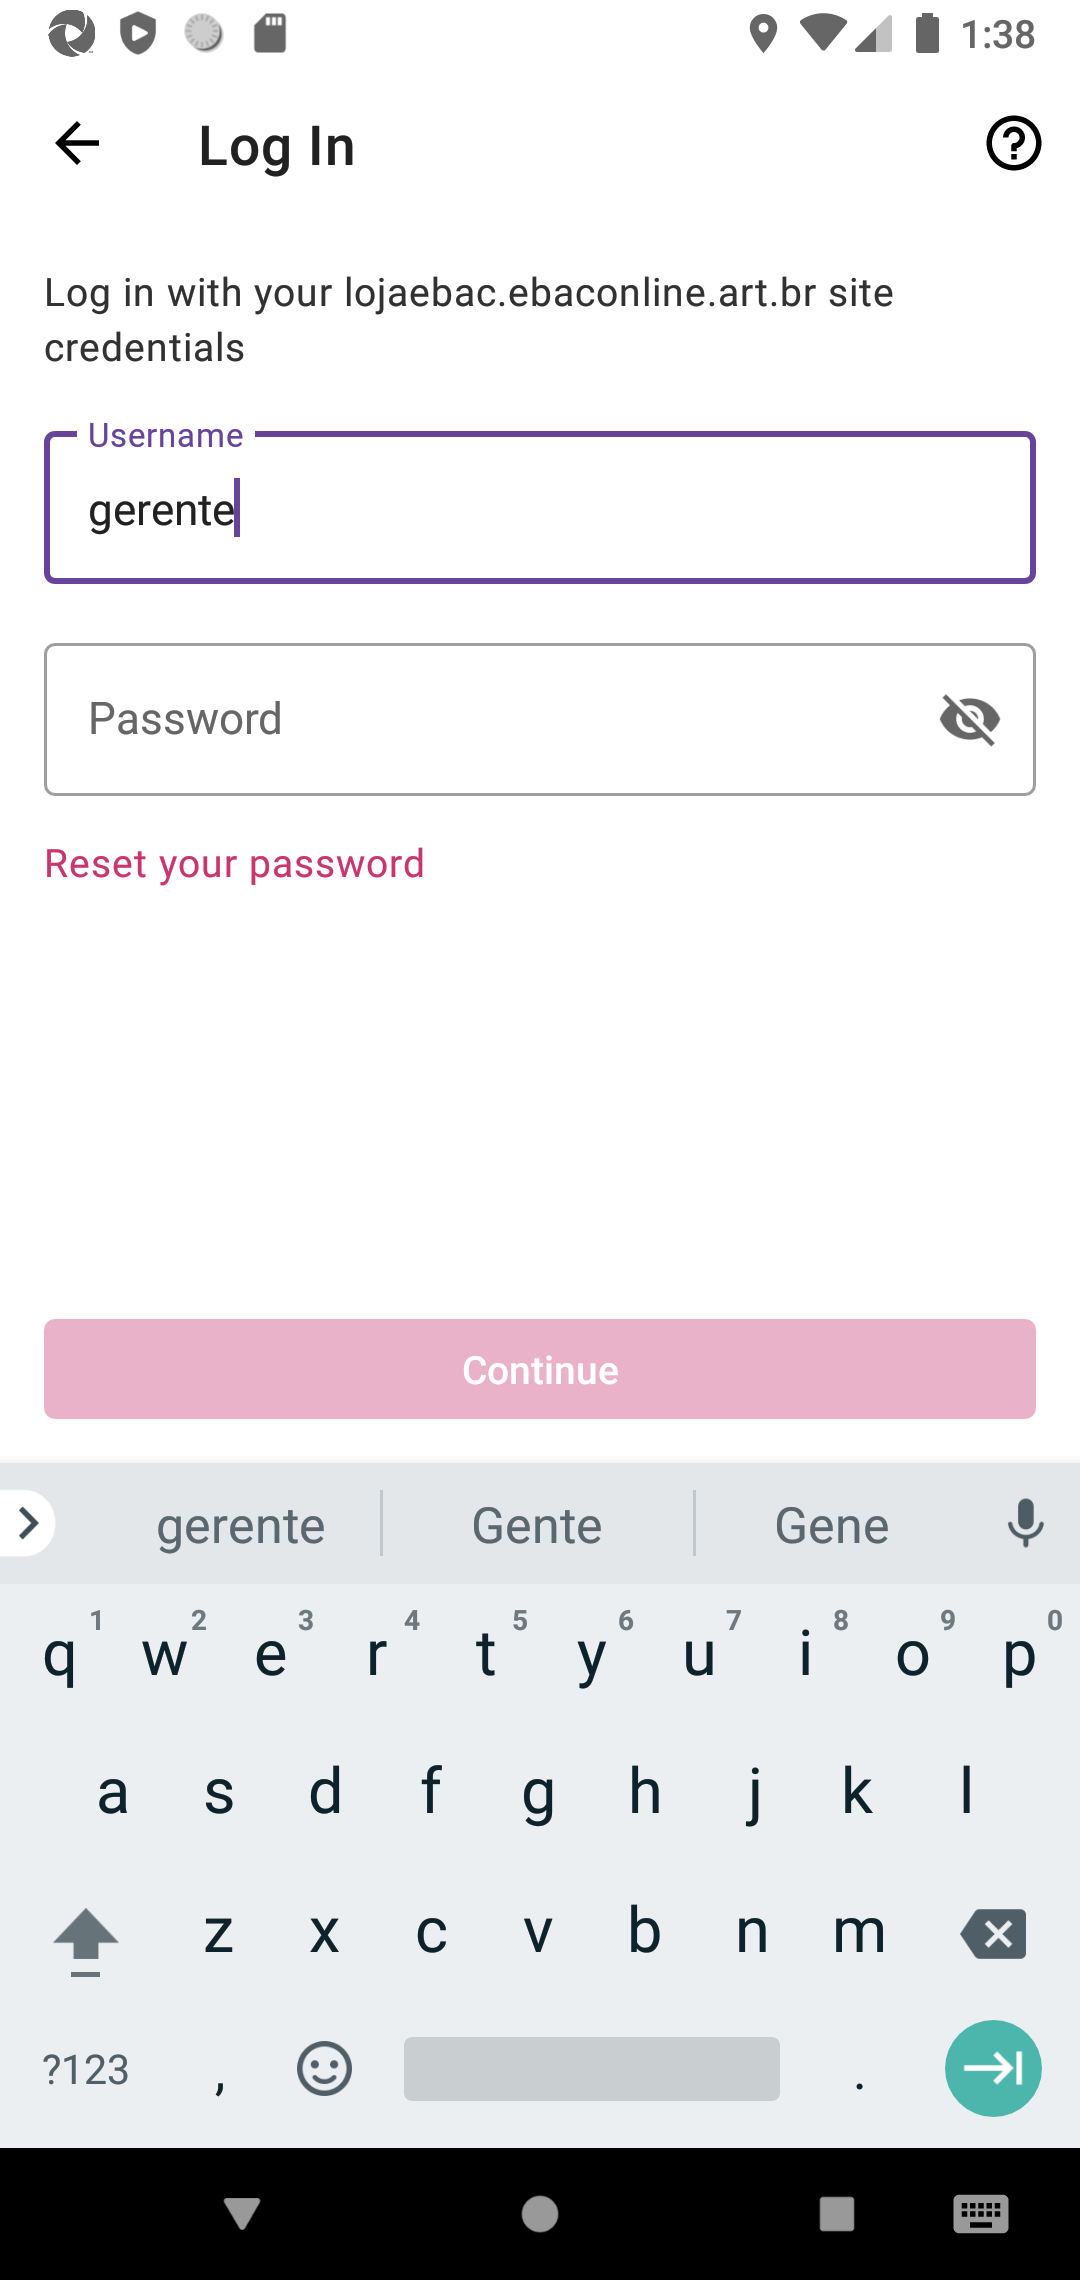 1:38
Log In
Log in with your lojaebac.ebaconline.art.br site
credentials
Username
gerente
Password
Reset your password
Continue
gerente Gente Gene
1 2 3 4 5 6 7 8 9 0
q w e r t y u i o p
a s d f g h j k l
z x c v b n m
?123 , .